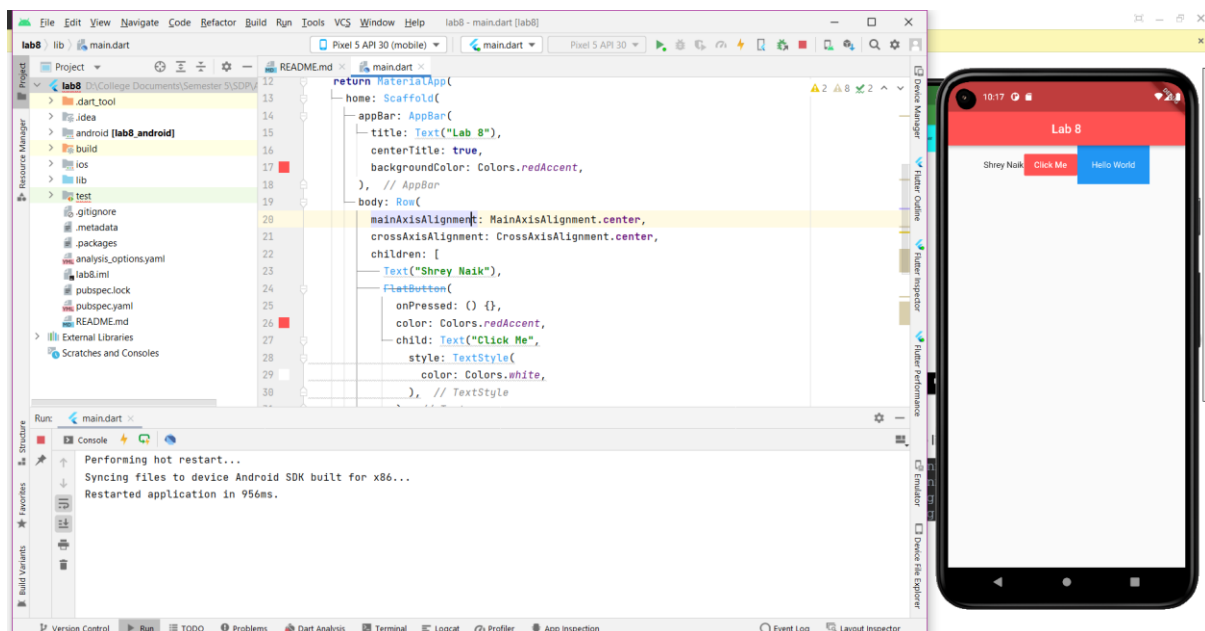 File Edit View Navigate Code Refactor Build Run Tools VCS Window Help lab8 - main.dart [lab8]
lab8 lib main.dart Pixel 5 API 30 (mobile) main.dart Pixel 5 API 30
Project
README.md main.dart
lab8 D:\College Documents\Semester 5\SDP\
.dart_tool
.idea
android [lab8_android]
build
ios
lib
test
.gitignore
.metadata
.packages
analysis_options.yaml
lab8.iml
pubspec.lock
pubspec.yaml
README.md
External Libraries
Scratches and Consoles
2 8 2
12 return MaterialApp(
13 home: Scaffold(
14 appBar: AppBar(
15 title: Text("Lab 8"),
16 centerTitle: true,
17 backgroundColor: Colors.redAccent,
18 ), // AppBar
19 body: Row(
20 mainAxisAlignment: MainAxisAlignment.center,
21 crossAxisAlignment: CrossAxisAlignment.center,
22 children: [
23 Text("Shrey Naik"),
24 FlatButton(
25 onPressed: () {},
26 color: Colors.redAccent,
27 child: Text("Click Me",
28 style: TextStyle(
29 color: Colors.white,
30 ), // TextStyle
Project
Resource Manager
Structure
Favorites
Build Variants
Device Manager
Flutter Outline
Flutter Inspector
Flutter Performance
Emulator
Device File Explorer
Run: main.dart
Console
Performing hot restart...
Syncing files to device Android SDK built for x86...
Restarted application in 956ms.
Version Control Run TODO Problems Dart Analysis Terminal Logcat Profiler App Inspection Event Log Layout Inspector
10:17
Lab 8
Shrey Naik Click Me Hello World